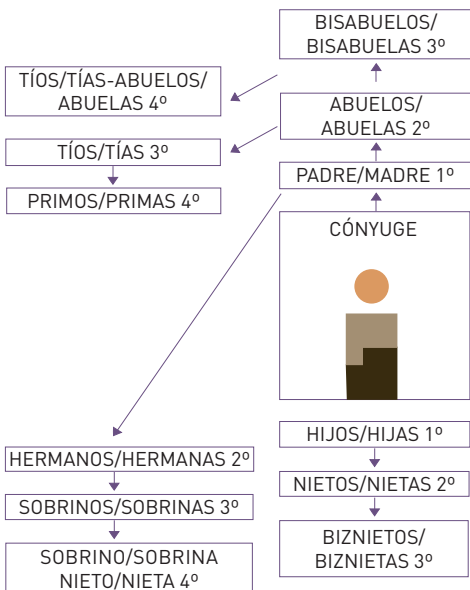 BISABUELOS/
BISABUELAS 3º
TÍOS/TÍAS-ABUELOS/
ABUELAS 4º
ABUELOS/
ABUELAS 2º
TÍOS/TÍAS 3º
PADRE/MADRE 1º
PRIMOS/PRIMAS 4º
CÓNYUGE
HIJOS/HIJAS 1º
HERMANOS/HERMANAS 2º
NIETOS/NIETAS 2º
SOBRINOS/SOBRINAS 3º
BIZNIETOS/
BIZNIETAS 3º
SOBRINO/SOBRINA
NIETO/NIETA 4º